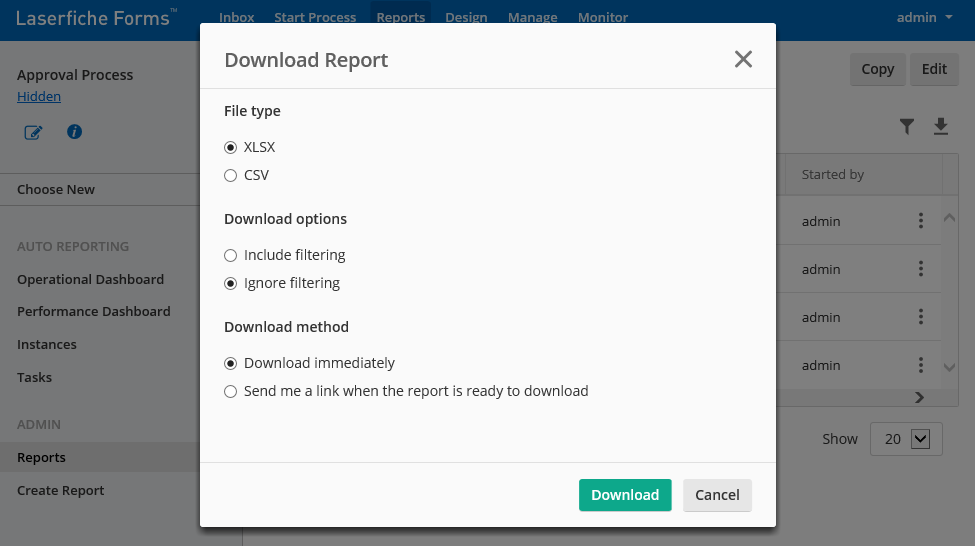 Laserfiche Forms™
Inbox Start Process Reports Design Manage Monitor
admin
Approval Process
Hidden
Choose New
AUTO REPORTING
Operational Dashboard
Performance Dashboard
Instances
Tasks
ADMIN
Reports
Create Report
Download Report
File type
XLSX
CSV
Download options
Include filtering
Ignore filtering
Download method
Download immediately
Send me a link when the report is ready to download
Download Cancel
Copy Edit
Started by
admin
admin
admin
admin
Show 20